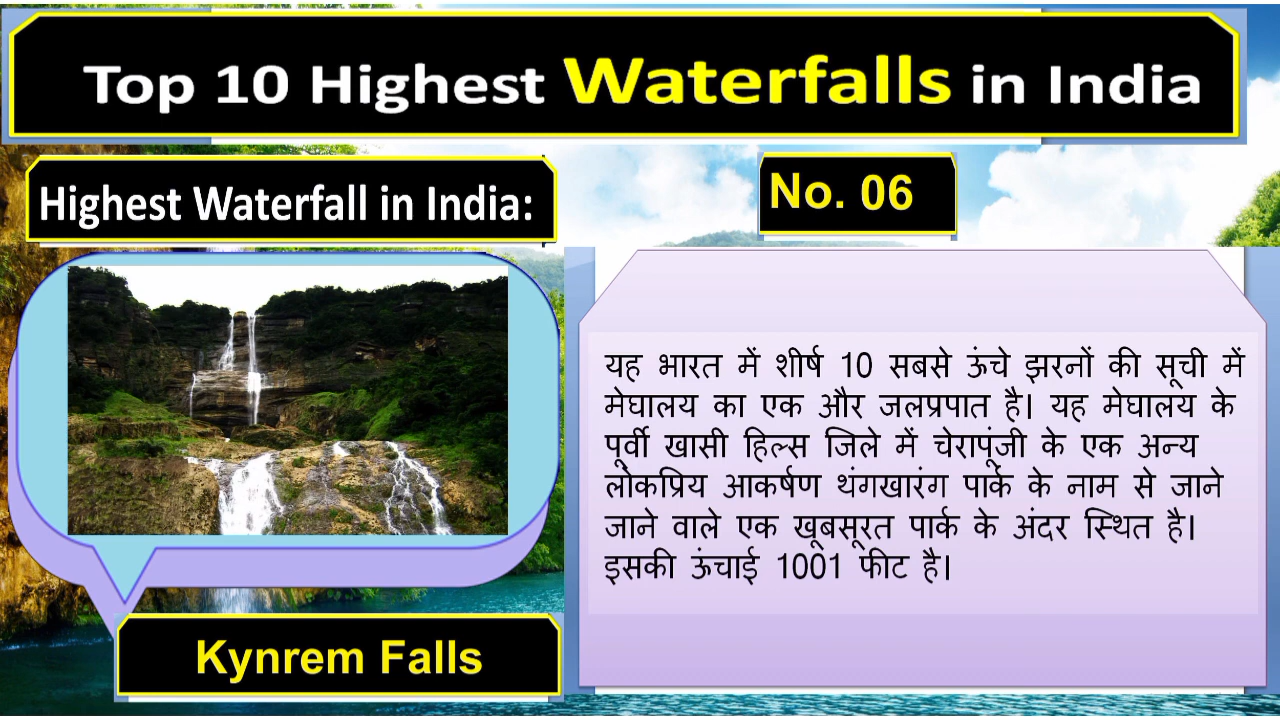 Top 10 Highest Waterfalls in India
Highest Waterfall in India:
No. 06
यह भारत में शीर्ष 10 सबसे ऊंचे झरनों की सूची में
मेघालय का एक और जलप्रपात है। यह मेघालय के
पूर्वी खासी हिल्स जिले में चेरापूंजी के एक अन्य
लोकप्रिय आकर्षण थंगखारंग पार्क के नाम से जाने
जाने वाले एक खूबसूरत पार्क के अंदर स्थित है।
इसकी ऊंचाई 1001 फीट है।
Kynrem Falls